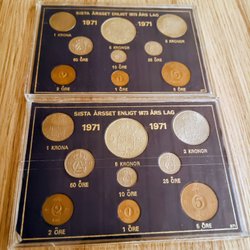 SISTA ÅRSSET ENLIGT 1873 ÅRS LAG
1971 1971
1 KRONA 5 KRONOR 2 KRONOR
50 ÖRE 25 ÖRE
10 ÖRE
2 ÖRE 1 ÖRE 5 ÖRE
SISTA ÅRSSET ENLIGT 1873 ÅRS LAG
1971 1971
1 KRONA 5 KRONOR 2 KRONOR
50 ÖRE 10 ÖRE 25 ÖRE
2 ÖRE 1 ÖRE 5 ÖRE